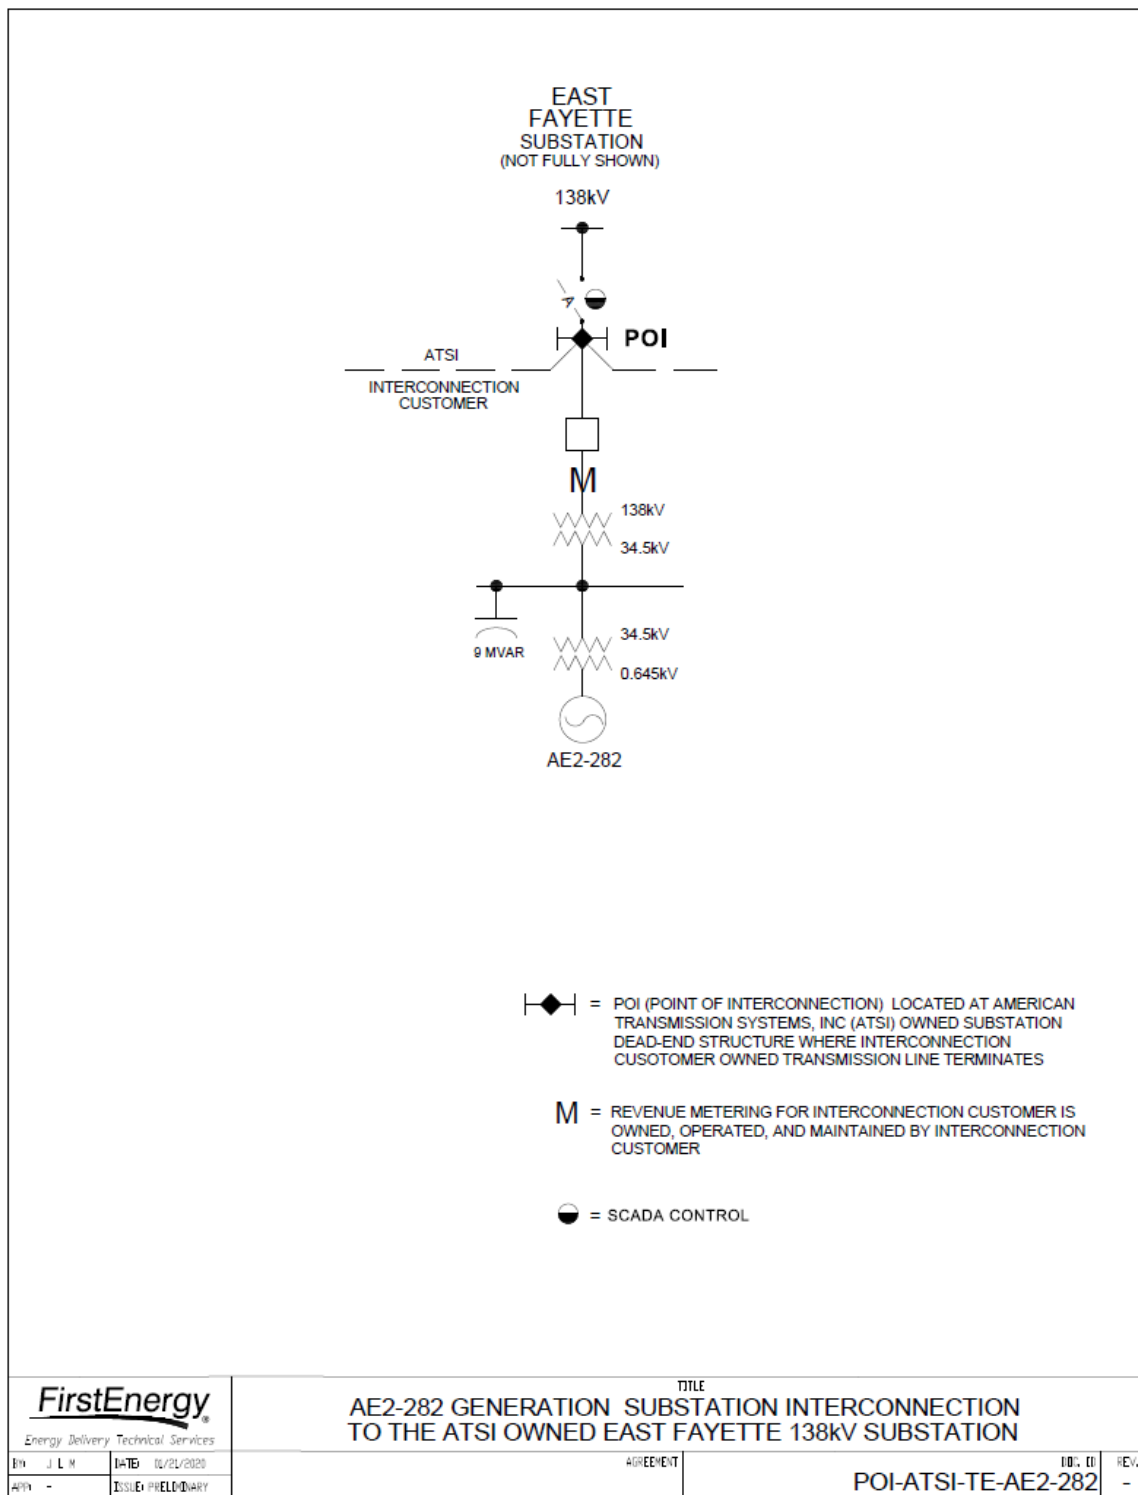 EAST
FAYETTE
SUBSTATION
(NOT FULLY SHOWN)
138kV
A
POI
ATSI
INTERCONNECTION
CUSTOMER
M
138kV
34.5kV
9 MVAR
34.5kV
0.645kV
AE2-282
= POI (POINT OF INTERCONNECTION) LOCATED AT AMERICAN
TRANSMISSION SYSTEMS, INC (ATSI) OWNED SUBSTATION
DEAD-END STRUCTURE WHERE INTERCONNECTION
CUSOTOMER OWNED TRANSMISSION LINE TERMINATES
M = REVENUE METERING FOR INTERCONNECTION CUSTOMER IS
OWNED, OPERATED, AND MAINTAINED BY INTERCONNECTION
CUSTOMER
= SCADA CONTROL
FirstEnergy®
Energy Delivery Technical Services
TITLE
AE2-282 GENERATION SUBSTATION INTERCONNECTION
TO THE ATSI OWNED EAST FAYETTE 138kV SUBSTATION
BY: J L M
DATE: 01/21/2020
APP: -
ISSUE: PRELIMINARY
AGREEMENT
DOC. ID
POI-ATSI-TE-AE2-282
REV.
-